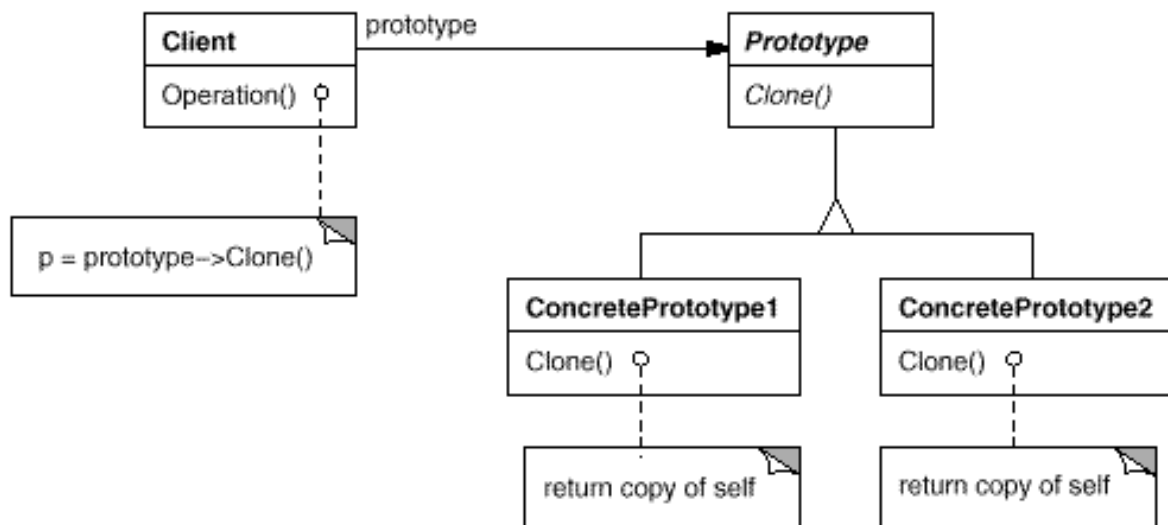 Client
prototype
Prototype
Operation()
Clone()
p = prototype–>Clone()
ConcretePrototype1
ConcretePrototype2
Clone()
Clone()
return copy of self
return copy of self